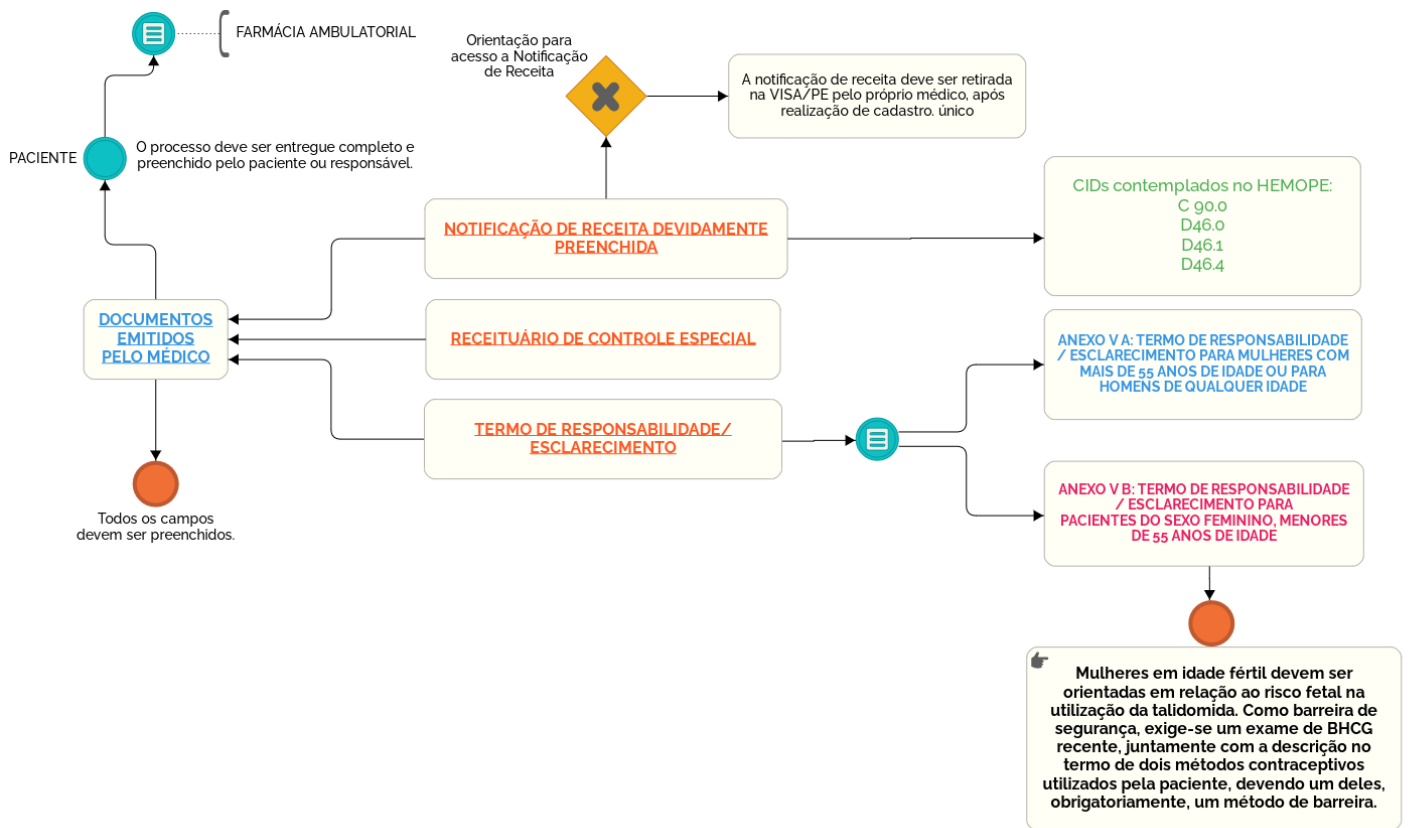 FARMÁCIA AMBULATORIAL
Orientação para
acesso a Notificação
de Receita
A notificação de receita deve ser retirada
na VISA/PE pelo próprio médico, após
realização de cadastro. único
PACIENTE
O processo deve ser entregue completo e
preenchido pelo paciente ou responsável.
CIDs contemplados no HEMOPE:
C 90.0
D46.0
D46.1
D46.4
NOTIFICAÇÃO DE RECEITA DEVIDAMENTE
PREENCHIDA
DOCUMENTOS
EMITIDOS
PELO MÉDICO
RECEITUÁRIO DE CONTROLE ESPECIAL
ANEXO V A: TERMO DE RESPONSABILIDADE
/ ESCLARECIMENTO PARA MULHERES COM
MAIS DE 55 ANOS DE IDADE OU PARA
HOMENS DE QUALQUER IDADE
TERMO DE RESPONSABILIDADE/
ESCLARECIMENTO
ANEXO V B: TERMO DE RESPONSABILIDADE
/ ESCLARECIMENTO PARA
PACIENTES DO SEXO FEMININO, MENORES
DE 55 ANOS DE IDADE
Todos os campos
devem ser preenchidos.
Mulheres em idade fértil devem ser
orientadas em relação ao risco fetal na
utilização da talidomida. Como barreira de
segurança, exige-se um exame de BHCG
recente, juntamente com a descrição no
termo de dois métodos contraceptivos
utilizados pela paciente, devendo um deles,
obrigatoriamente, um método de barreira.